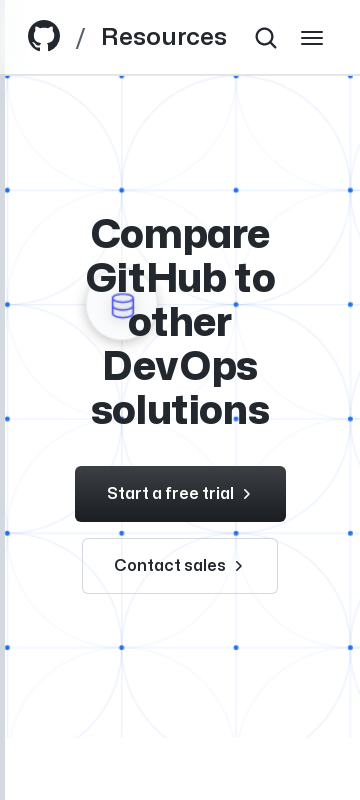 / Resources
Compare
GitHub to
other
DevOps
solutions
Start a free trial
Contact sales